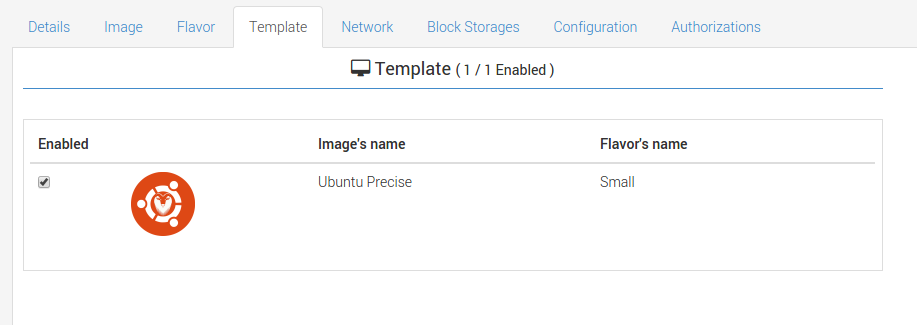 Details Image Flavor Template Network Block Storages Configuration Authorizations
Template ( 1 / 1 Enabled )
Enabled Image's name Flavor's name
Ubuntu Precise Small